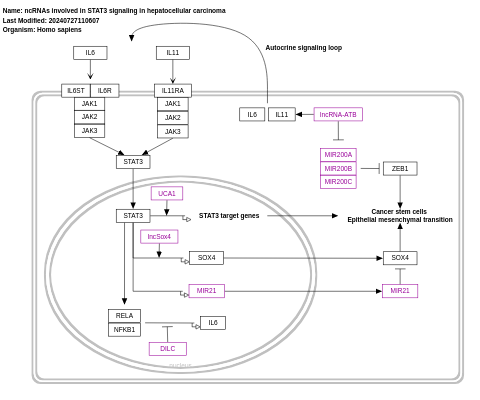 Name: ncRNAs involved in STAT3 signaling in hepatocellular carcinoma
Last Modified: 20240727110607
Organism: Homo sapiens
IL6
IL11
Autocrine signaling loop
IL6ST
IL6R
IL11RA
JAK1
JAK2
JAK3
JAK1
JAK2
JAK3
IL6
IL11
lncRNA-ATB
STAT3
MIR200A
MIR200B
MIR200C
ZEB1
UCA1
STAT3
STAT3 target genes
Cancer stem cells
Epithelial mesenchymal transition
lncSox4
SOX4
SOX4
MIR21
MIR21
RELA
NFKB1
IL6
DILC
nucleus